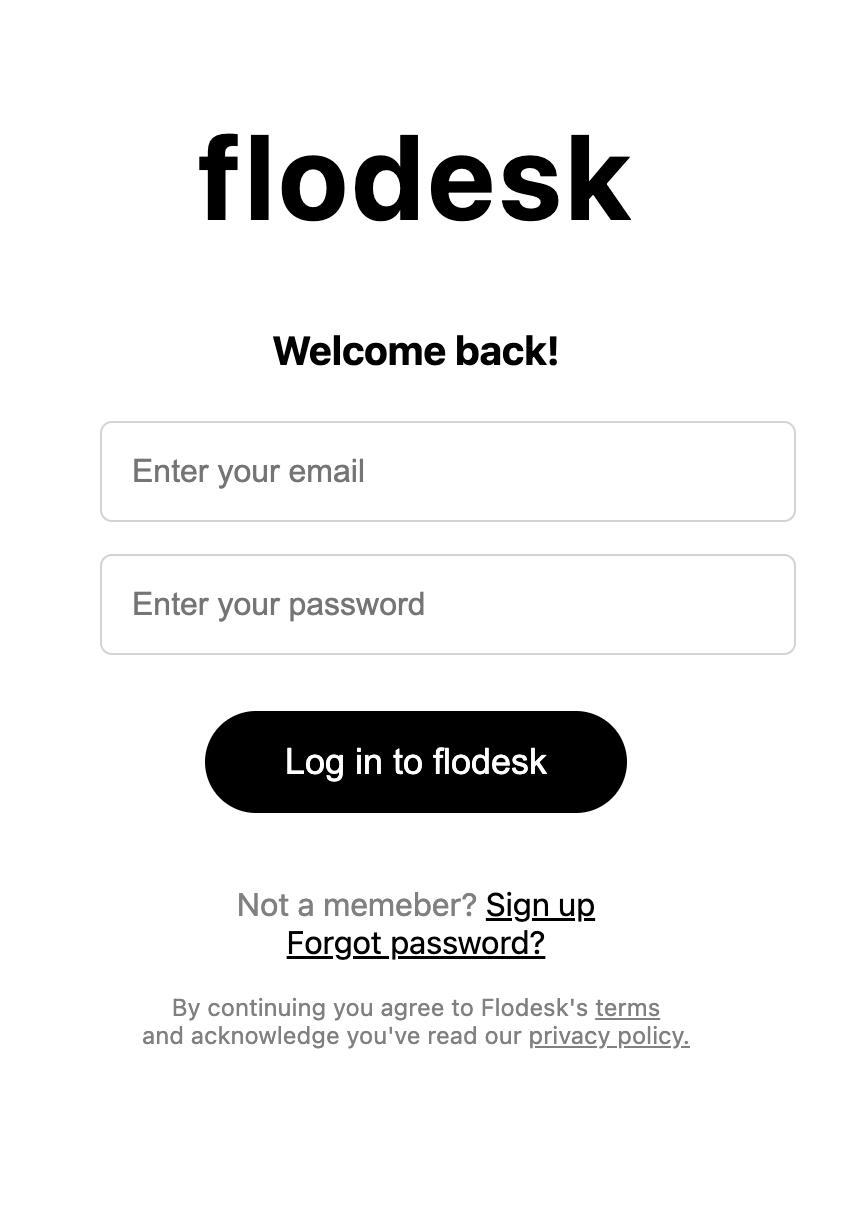 flodesk
Welcome back!
Enter your email
Enter your password
Log in to flodesk
Not a memeber? Sign up
Forgot password?
By continuing you agree to Flodesk's terms
and acknowledge you've read our privacy policy.